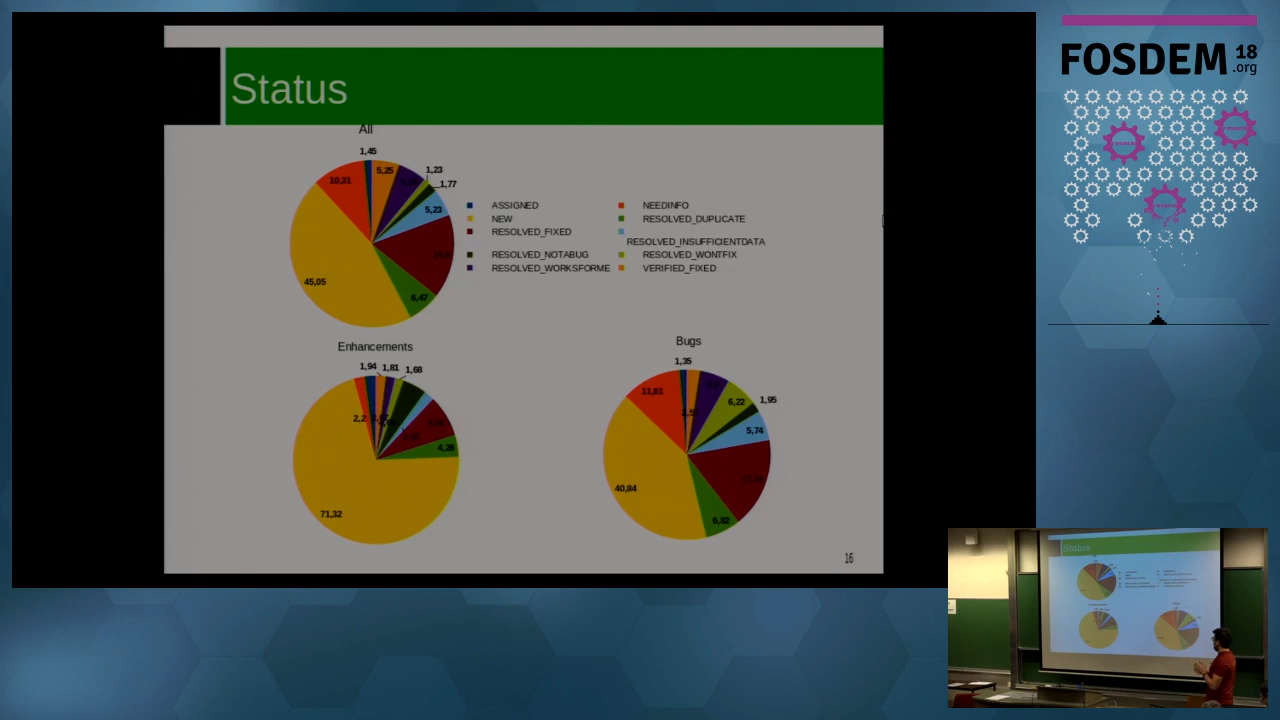 Status
All
1,45
5,25
1,23
1,77
10,31
5,23
45,05
6,47
ASSIGNED
NEEDINFO
NEW
RESOLVED_DUPLICATE
RESOLVED_FIXED
RESOLVED_INSUFFICIENTDATA
RESOLVED_NOTABUG
RESOLVED_WONTFIX
RESOLVED_WORKSFORME
VERIFIED_FIXED
Enhancements
1,94
1,81
1,68
2,2
4,26
71,32
Bugs
1,35
11,81
6,22
1,95
5,74
40,84
6,82
16
FOSDEM
18
.org
Status